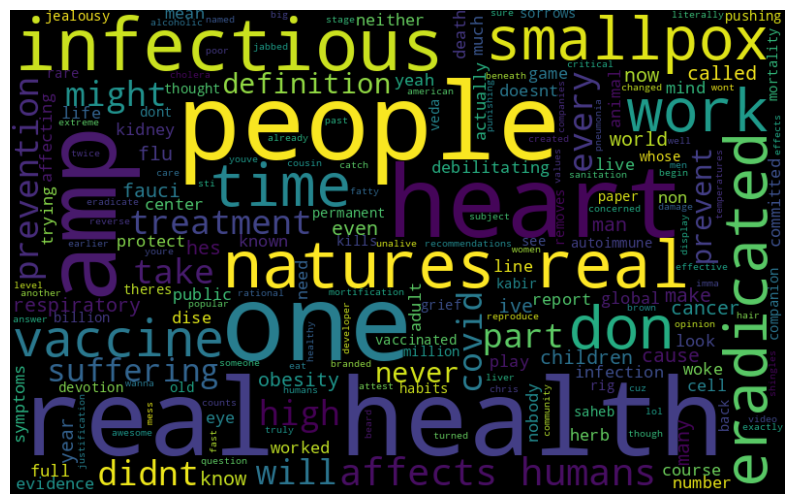 jealousy mean named big stage neither sure sorrows pushing
infectious smallpox
alcoholic jabbed literally
poor death much critical beneath
might definition yeah game now called mortality
rare thought doesnt mind changed wont
prevention people actually every work
cholera american punishing companies
extreme dont already past created pneumonia
life veda animal
affecting kidney youve cousin catch world
twice flu debilitating live whose
amp time heart
trying fauci care sti fatty values men well effects
center permanent paper sanitation begin
reverse treatment even removes non prevent committed
eradicate subject man concerned damage temperatures
earlier protect known kills unalive recommendations see autoimmune display
youre hes women effective
level take natures real eradicated
another theres public rational mortification need line kabir report global make imma
respiratory
answer billion popular developer grief ive million covid reproduce brown opinion hair companion
vaccine one part don cancer
dise someone adult vaccinated
suffering eat healthy branded never children cause look shingles
symptoms devotion old humans attest liver habits play infection rig woke cuz
obesity chris community
real health
year justification mess eye counts high truly beard nobody saheb cell lol back video
awesome fast herb many though exactly
full didnt will worked affects humans course
evidence know question turned number